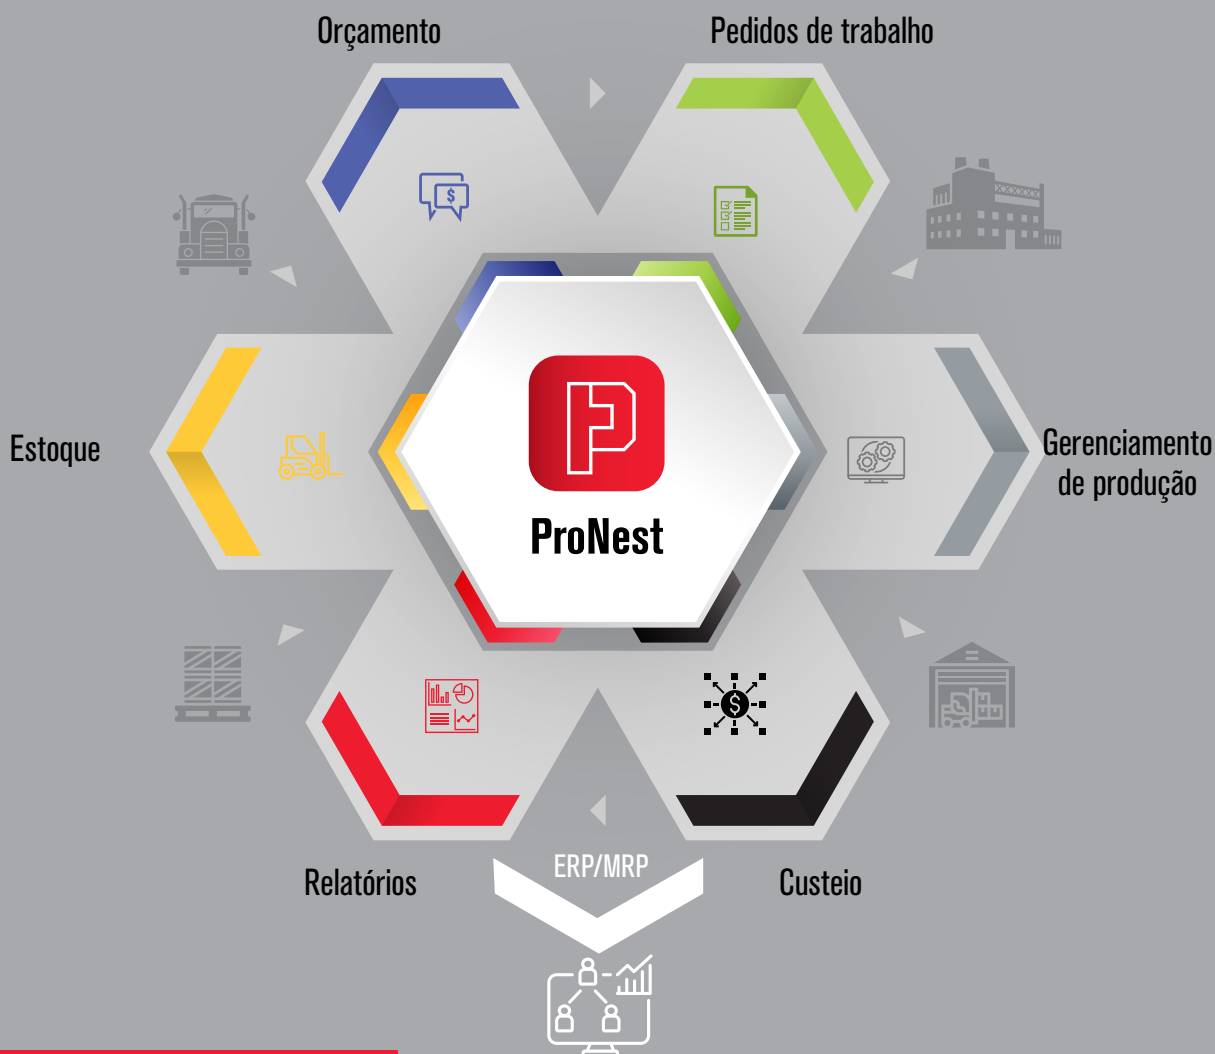 Orçamento
Pedidos de trabalho
Estoque
Gerenciamento
de produção
ProNest
Relatórios
ERP/MRP
Custeio